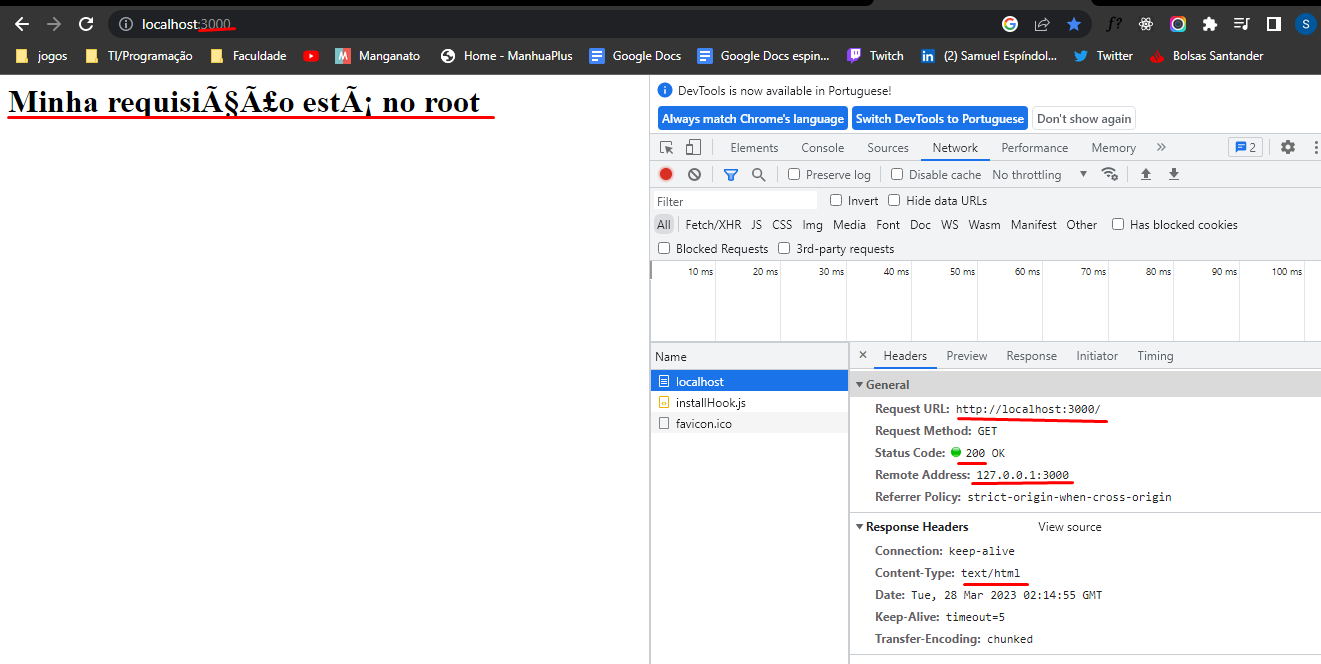 localhost:3000
f?
S
jogos TI/Programação Faculdade Manganato Home - ManhuaPlus Google Docs Google Docs espin... Twitch (2) Samuel Espíndol... Twitter Bolsas Santander
Minha requisiÃ§Ã£o estÃ¡ no root
DevTools is now available in Portuguese!
Always match Chrome's language Switch DevTools to Portuguese Don't show again
Elements Console Sources Network Performance Memory » 2
Preserve log Disable cache No throttling
Filter Invert Hide data URLs
All Fetch/XHR JS CSS Img Media Font Doc WS Wasm Manifest Other Has blocked cookies
Blocked Requests 3rd-party requests
10 ms 20 ms 30 ms 40 ms 50 ms 60 ms 70 ms 80 ms 90 ms 100 ms
Name
localhost
installHook.js
favicon.ico
× Headers Preview Response Initiator Timing
General
Request URL: http://localhost:3000/
Request Method: GET
Status Code: 200 OK
Remote Address: 127.0.0.1:3000
Referrer Policy: strict-origin-when-cross-origin
Response Headers View source
Connection: keep-alive
Content-Type: text/html
Date: Tue, 28 Mar 2023 02:14:55 GMT
Keep-Alive: timeout=5
Transfer-Encoding: chunked